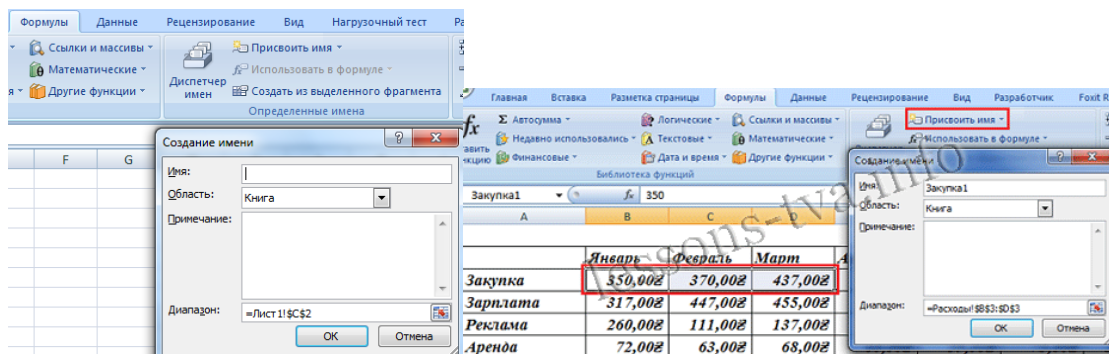 Формулы Данные Рецензирование Вид Нагрузочный тест
Ссылки и массивы Присвоить имя
Математические Использовать в формуле
Другие функции Диспетчер имен Создать из выделенного фрагмента
Определенные имена
Создание имени
F G
Имя:
Область: Книга
Примечание:
Диапазон: =Лист1!$C$2
OK Отмена
Главная Вставка Разметка страницы Формулы Данные Рецензирование Вид Разработчик Foxit R
Σ Автосумма Логические Ссылки и массивы Присвоить имя
Недавно использовались Текстовые Математические Использовать в формуле
Финансовые Дата и время Другие функции
Библиотека функций
Закупка1 fx 350
A B C D
Январь Февраль Март
Закупка 350,00₴ 370,00₴ 437,00₴
Зарплата 317,00₴ 447,00₴ 455,00₴
Реклама 260,00₴ 111,00₴ 137,00₴
Аренда 72,00₴ 63,00₴ 68,00₴
Создание имени
Имя: Закупка1
Область: Книга
Примечание:
Диапазон: =Расходы!$B$3:$D$3
OK Отмена
lessons-tva.info